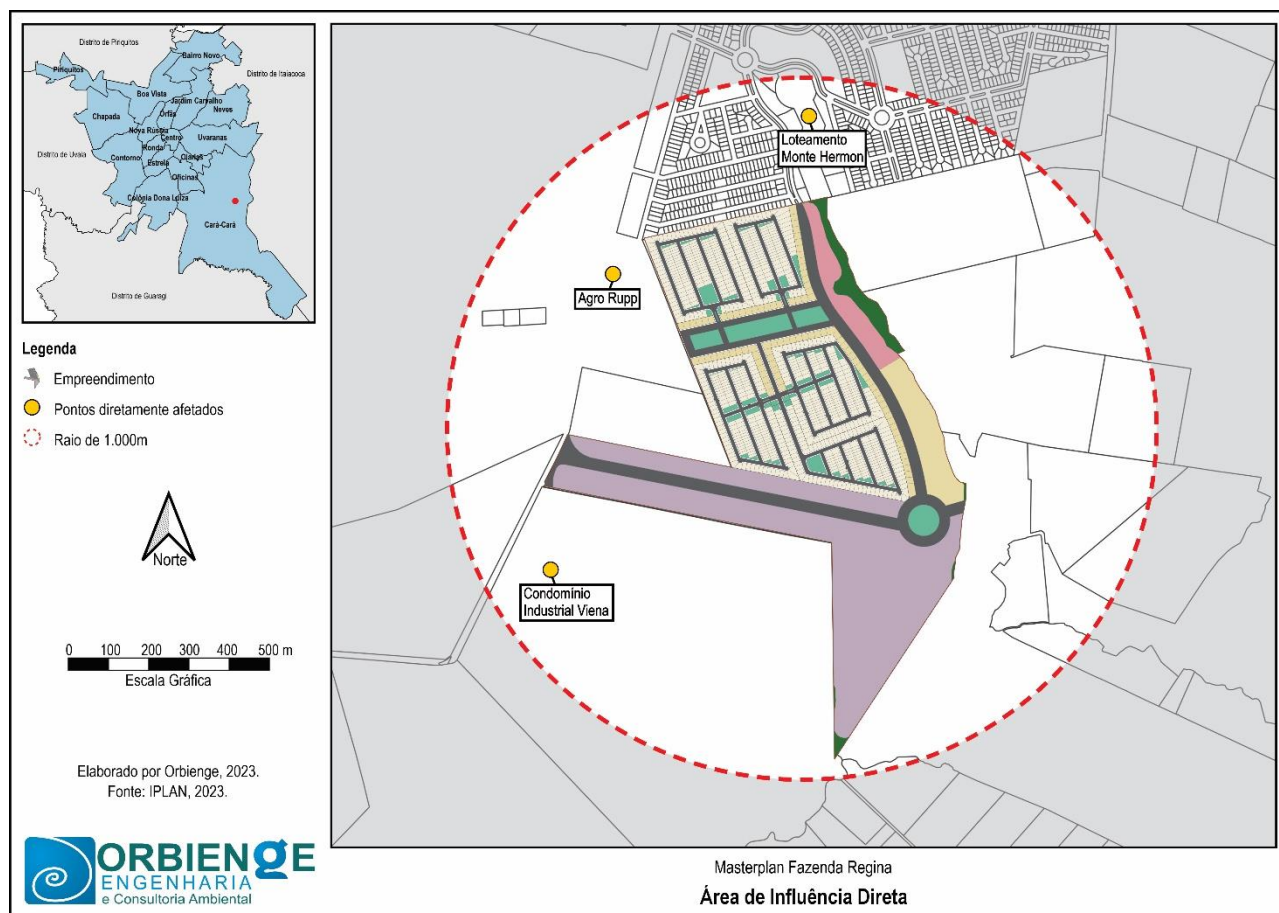 Distrito de Piriquitos
Bairro Novo
Distrito de Itaiacoca
Piriquitos
Boa Vista
Jardim Carvalho
Neves
Chapada
Órfãs
Nova Rússia
Centro
Uvaranas
Ronda
Distrito de Uvaia
Contorno
Estrela
Olarias
Oficinas
Colônia Dona Luiza
Cará-Cará
Distrito de Guaragi
Legenda
Empreendimento
Pontos diretamente afetados
Raio de 1.000m
Norte
0 100 200 300 400 500 m
Escala Gráfica
Elaborado por Orbienge, 2023.
Fonte: IPLAN, 2023.
ORBIENGE
ENGENHARIA
e Consultoria Ambiental
Loteamento
Monte Hermon
Agro Rupp
Condomínio
Industrial Viena
Masterplan Fazenda Regina
Área de Influência Direta